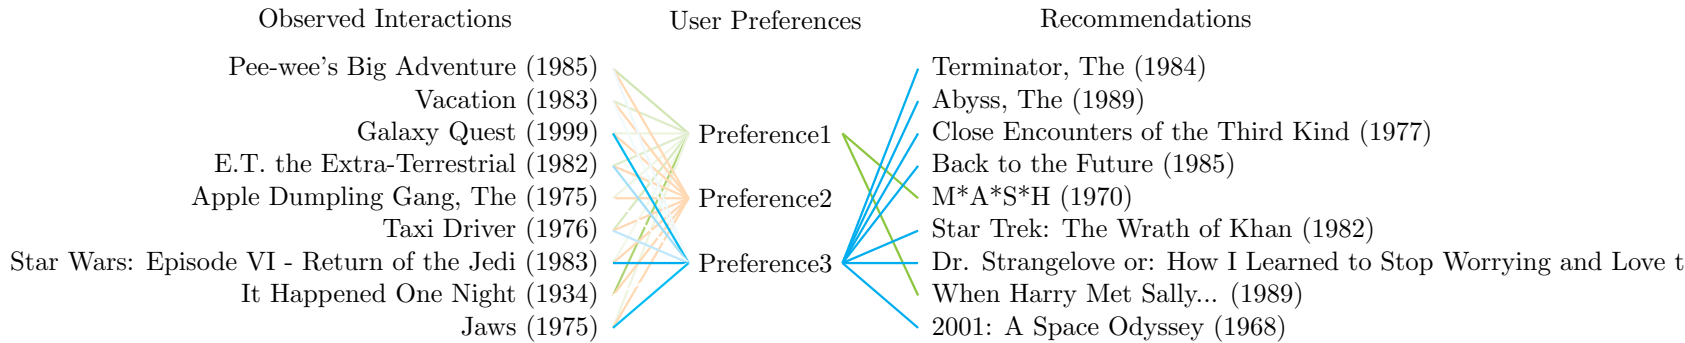 Observed Interactions
User Preferences
Recommendations
Pee-wee's Big Adventure (1985)
Vacation (1983)
Galaxy Quest (1999)
E.T. the Extra-Terrestrial (1982)
Apple Dumpling Gang, The (1975)
Taxi Driver (1976)
Star Wars: Episode VI - Return of the Jedi (1983)
It Happened One Night (1934)
Jaws (1975)
Preference1
Preference2
Preference3
Terminator, The (1984)
Abyss, The (1989)
Close Encounters of the Third Kind (1977)
Back to the Future (1985)
M*A*S*H (1970)
Star Trek: The Wrath of Khan (1982)
Dr. Strangelove or: How I Learned to Stop Worrying and Love t
When Harry Met Sally... (1989)
2001: A Space Odyssey (1968)